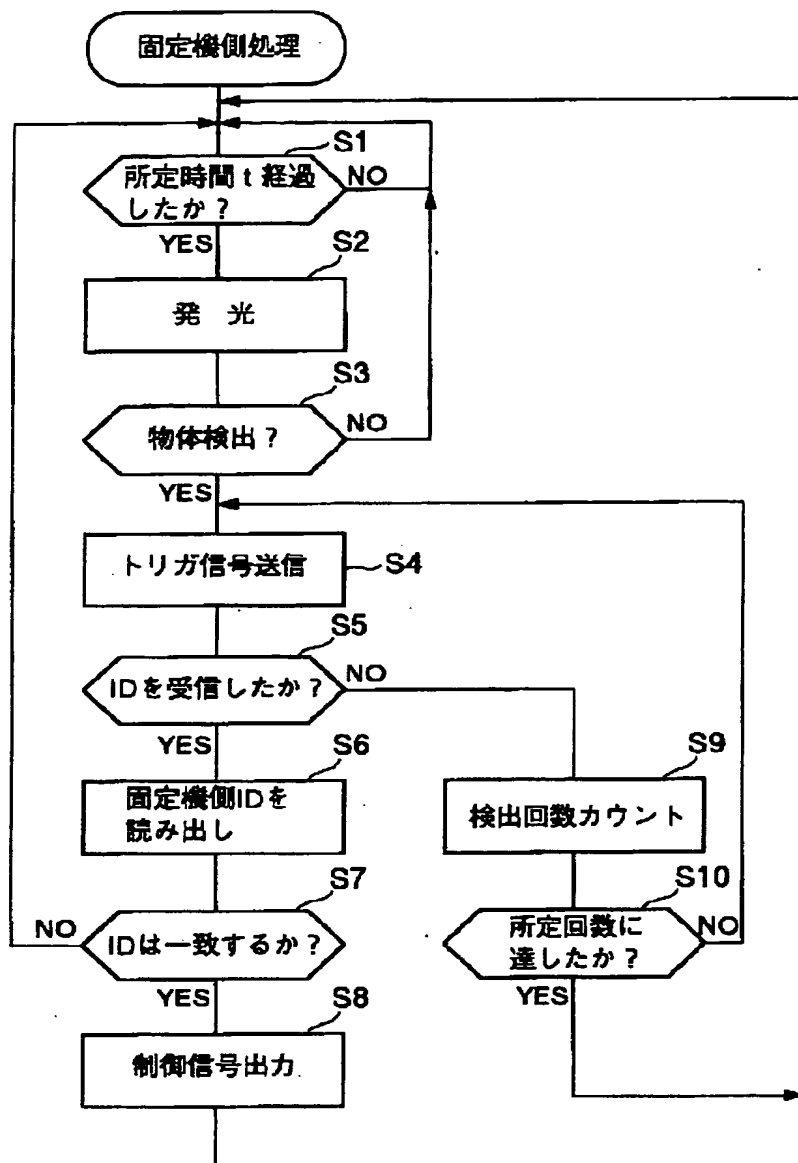 固定機側処理
S1
所定時間t経過
したか?
NO
YES
S2
発 光
S3
物体検出?
NO
YES
トリガ信号送信
S4
S5
IDを受信したか?
NO
YES
S6
固定機側IDを
読み出し
S9
検出回数カウント
S7
IDは一致するか?
NO
YES
S10
所定回数に
達したか?
NO
YES
S8
制御信号出力